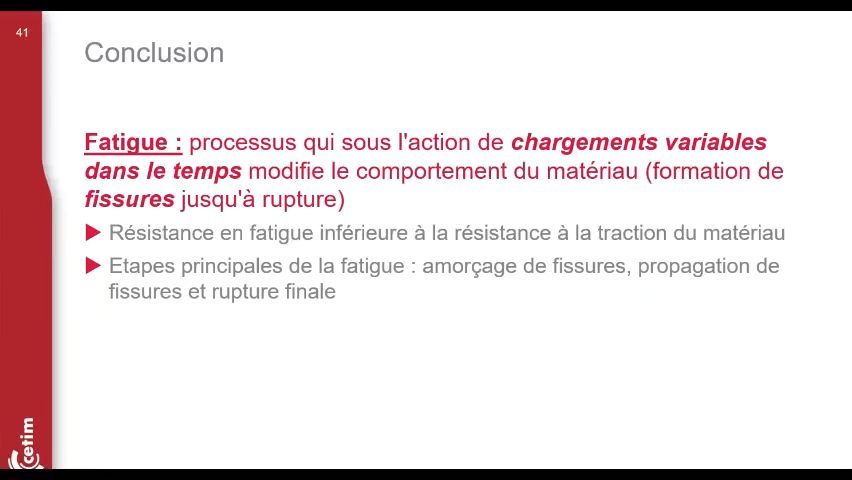 41
Conclusion
Fatigue : processus qui sous l'action de chargements variables
dans le temps modifie le comportement du matériau (formation de
fissures jusqu'à rupture)
Résistance en fatigue inférieure à la résistance à la traction du matériau
Etapes principales de la fatigue : amorçage de fissures, propagation de
fissures et rupture finale
cetim